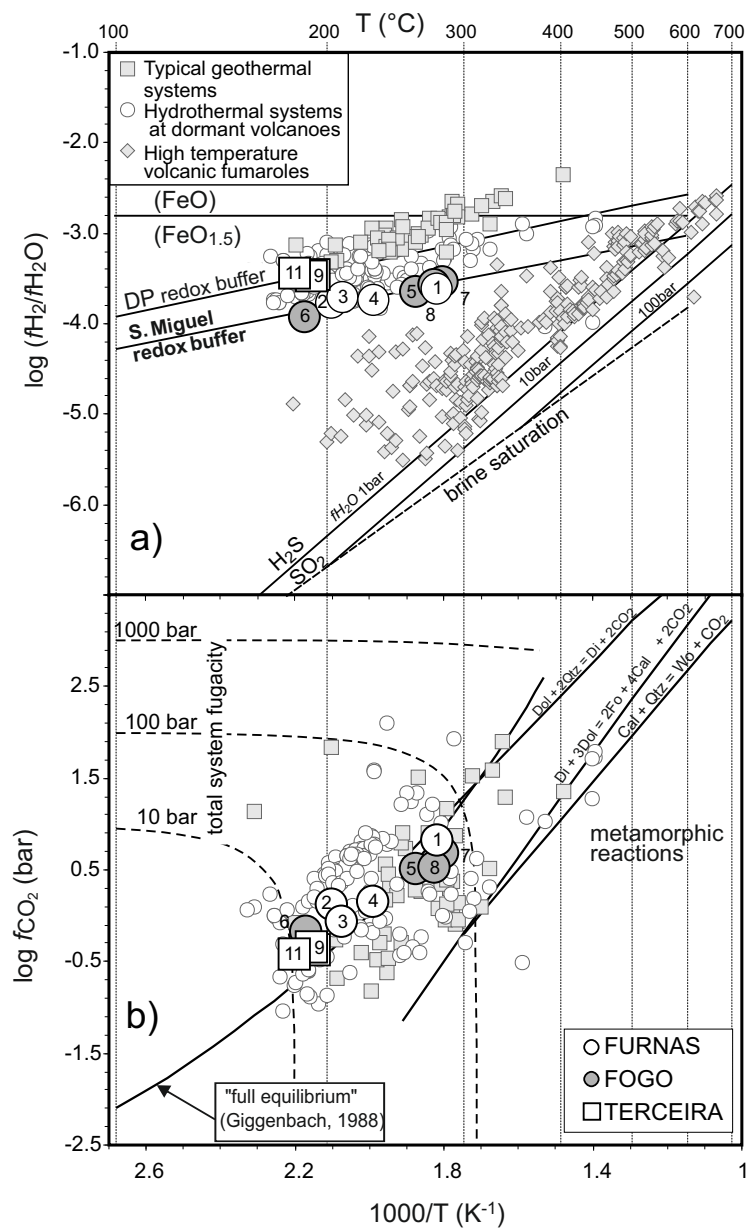 T (°C)
100 200 300 400 500 600 700
-1.0
-2.0
-3.0
-4.0
-5.0
-6.0
log (fH₂/fH₂O)
Typical geothermal
systems
Hydrothermal systems
at dormant volcanoes
High temperature
volcanic fumaroles
(FeO)
(FeO₁.₅)
DP redox buffer
S. Miguel
redox buffer
11 9
6 2 3 4 5 1
8 7
10bar
100bar
fH₂O 1bar
brine saturation
H₂S
SO₂
a)
2.5
1.5
0.5
-0.5
-1.5
-2.5
log fCO₂ (bar)
1000 bar
100 bar
10 bar
total system fugacity
Dol + 2Qtz = Di + 2CO₂
Di + 3Dol = 2Fo + 4Cal + 2CO₂
Cal + Qtz = Wo + CO₂
metamorphic
reactions
1
5 8 7
2 4
6 3
11 9
b)
"full equilibrium"
(Giggenbach, 1988)
FURNAS
FOGO
TERCEIRA
2.6 2.2 1.8 1.4 1
1000/T (K⁻¹)